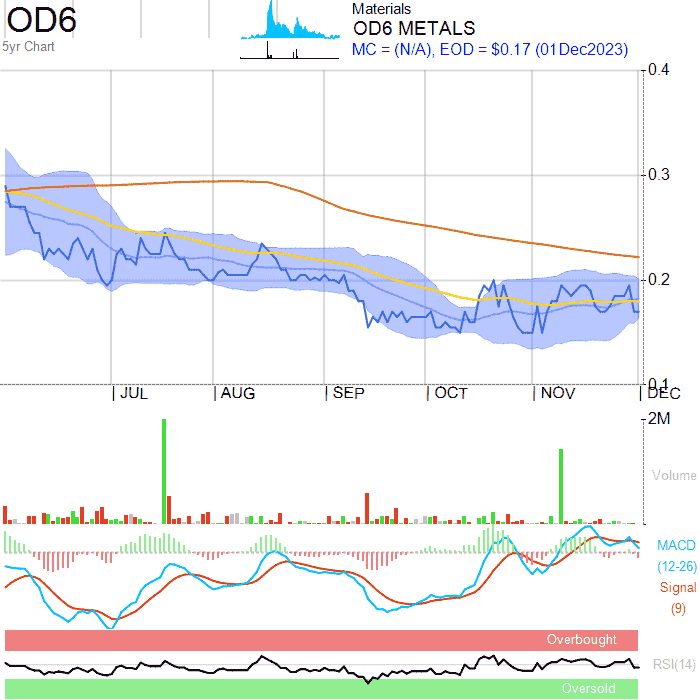 OD6
5yr Chart
Materials
OD6 METALS
MC = (N/A), EOD = $0.17 (01Dec2023)
0.4
0.3
0.2
0.1
JUL
AUG
SEP
OCT
NOV
DEC
2M
Volume
MACD
(12-26)
Signal
(9)
Overbought
RSI(14)
Oversold